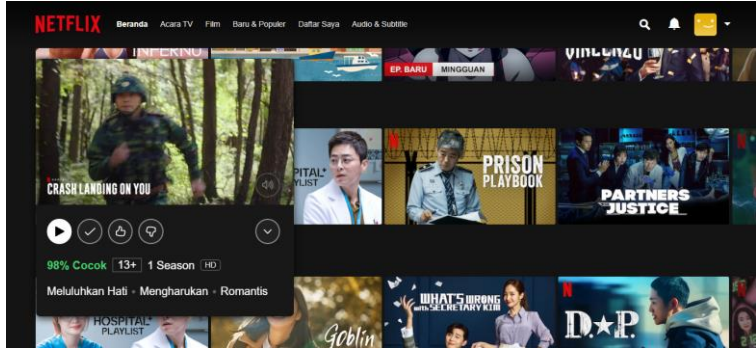 NETFLIX Beranda Acara TV Film Baru & Populer Daftar Saya Audio & Subtitle
INFERNO
VINCENZO
EP. BARU MINGGUAN
CRASH LANDING ON YOU
PITAL
YLIST
PRISON
PLAYBOOK
PARTNERS
JUSTICE
98% Cocok 13+ 1 Season HD
Meluluhkan Hati • Mengharukan • Romantis
HOSPITAL
PLAYLIST
Goblin
WHAT'S WRONG
WITH SECRETARY KIM
D★P.